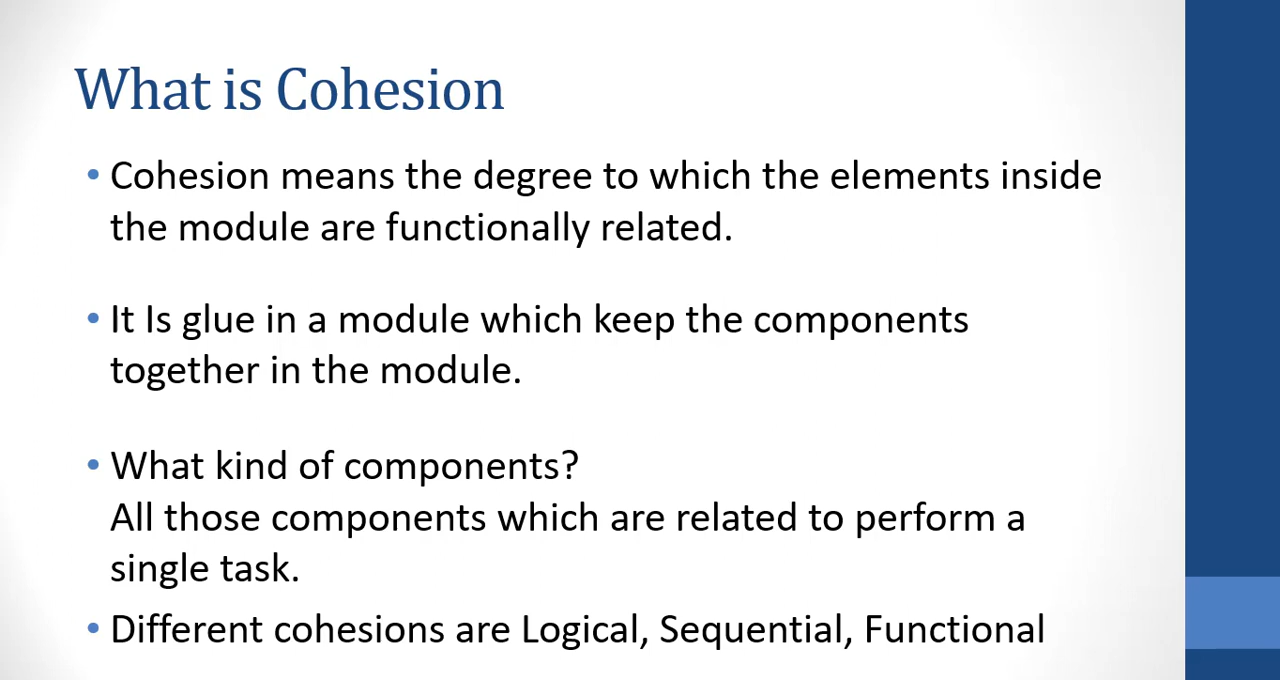 What is Cohesion
• Cohesion means the degree to which the elements inside
the module are functionally related.
• It Is glue in a module which keep the components
together in the module.
• What kind of components?
All those components which are related to perform a
single task.
• Different cohesions are Logical, Sequential, Functional